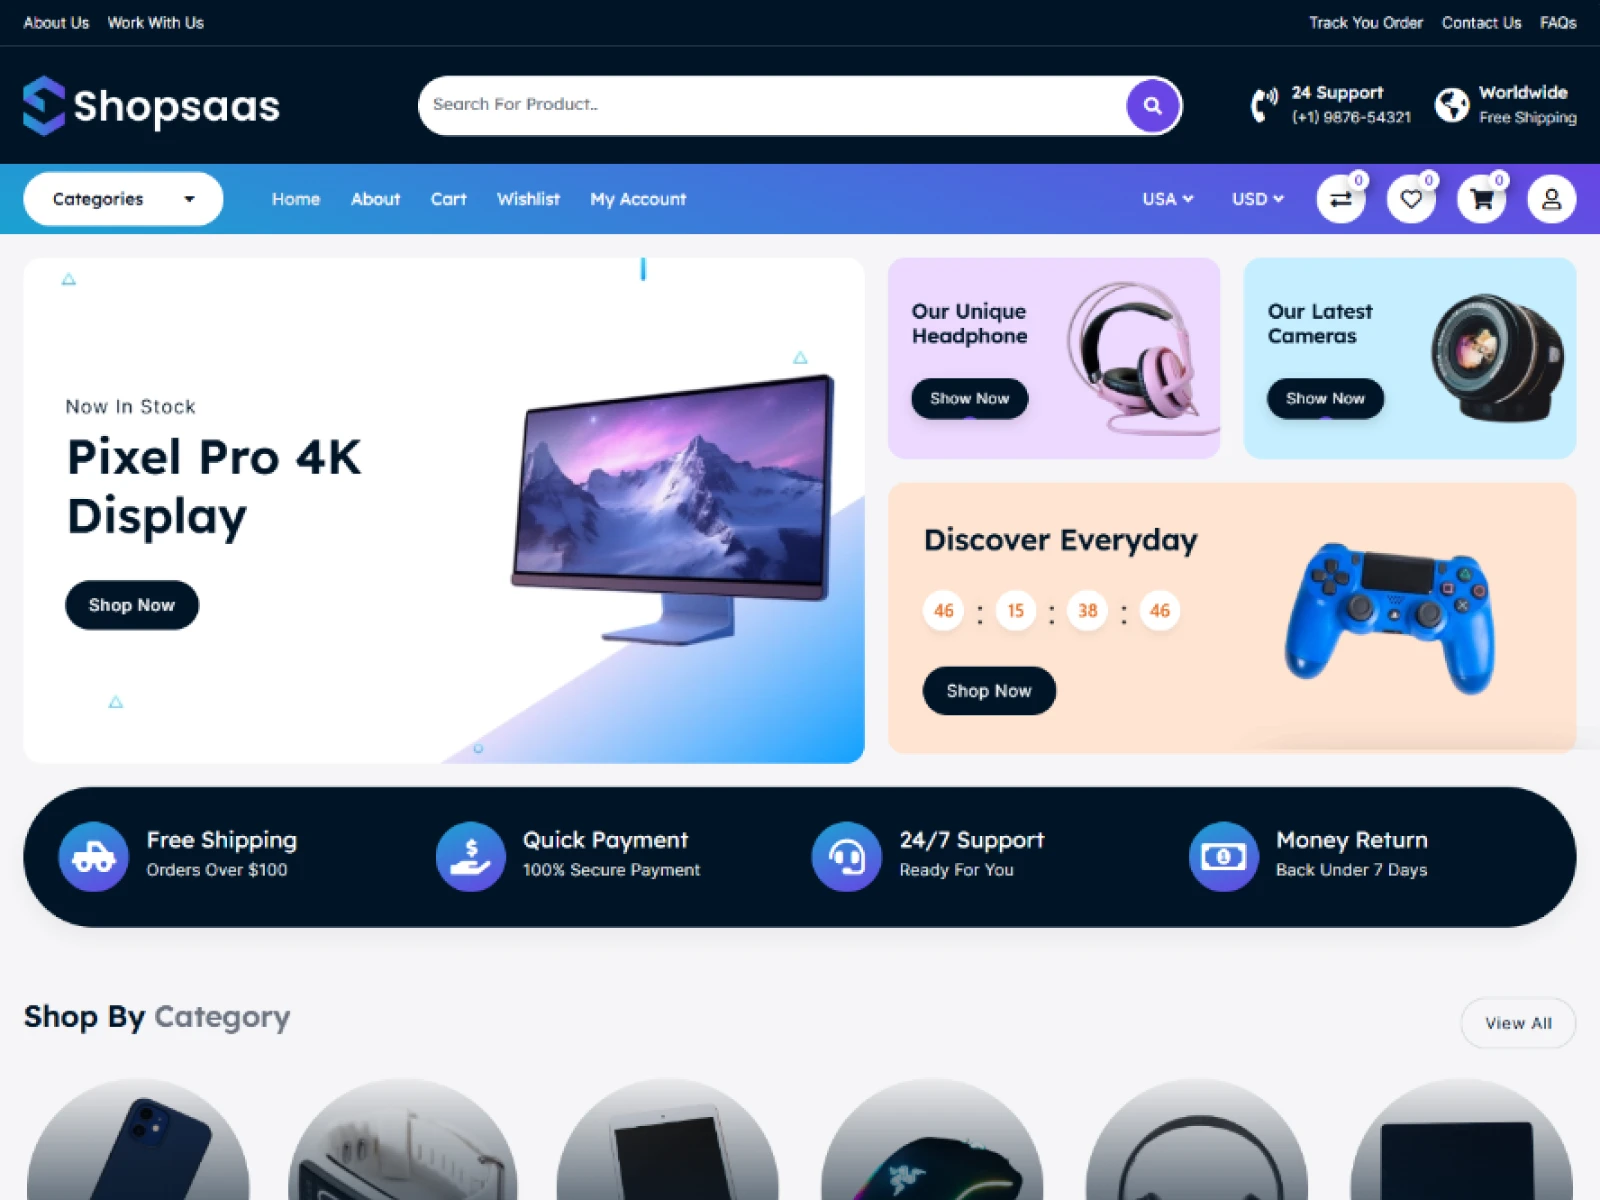 About Us Work With Us
Track You Order Contact Us FAQs
Shopsaas
Search For Product..
24 Support
(+1) 9876-54321
Worldwide
Free Shipping
Categories
Home About Cart Wishlist My Account
USA USD 0 0 0
Now In Stock
Pixel Pro 4K
Display
Shop Now
Our Unique
Headphone
Show Now
Our Latest
Cameras
Show Now
Discover Everyday
46 : 15 : 38 : 46
Shop Now
Free Shipping
Orders Over $100
Quick Payment
100% Secure Payment
24/7 Support
Ready For You
Money Return
Back Under 7 Days
Shop By Category
View All